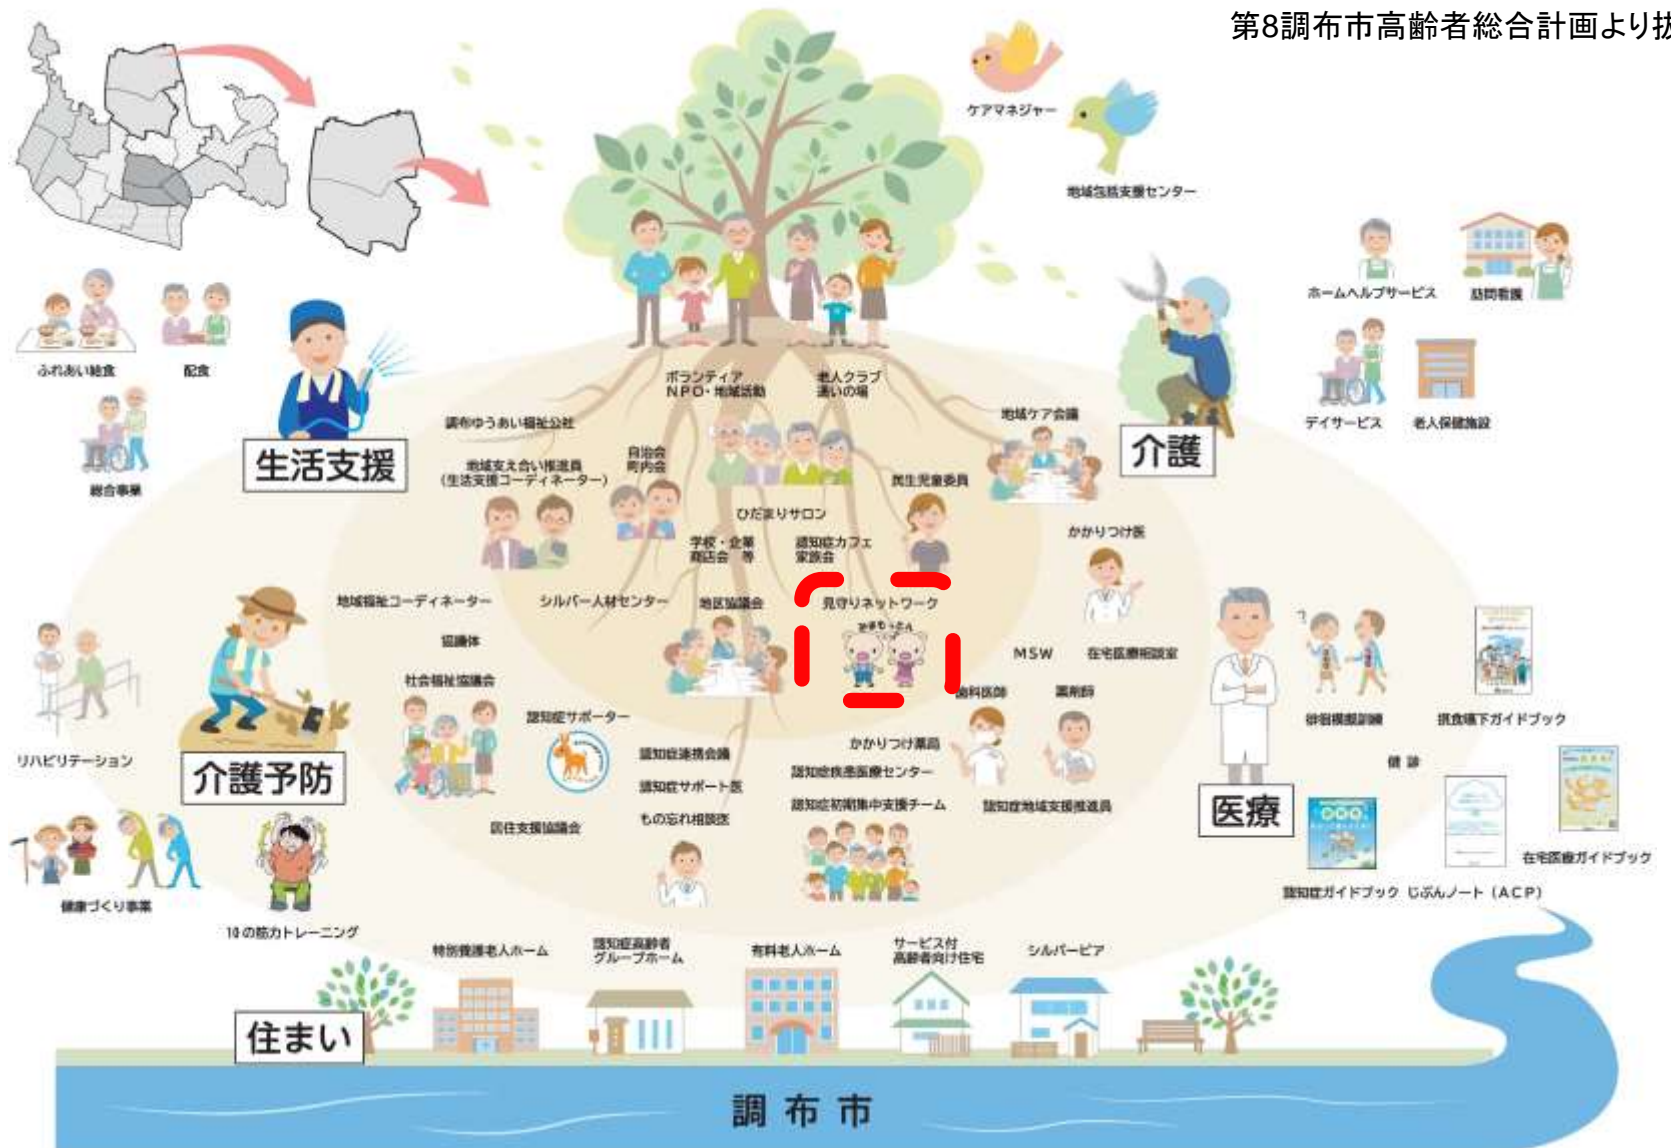 第8調布市高齢者総合計画より抜
ケアマネジャー
地域包括支援センター
ホームヘルプサービス
訪問看護
デイサービス
老人保健施設
ふれあい給食
配食
総合事業
生活支援
介護
ボランティア
NPO・地域活動
老人クラブ
通いの場
調布ゆうあい福祉公社
地域支え合い推進員
(生活支援コーディネーター)
自治会
町内会
地域ケア会議
民生児童委員
ひだまりサロン
学校・企業
商店会 等
認知症カフェ
家族会
かかりつけ医
地域福祉コーディネーター
シルバー人材センター
地区協議会
見守りネットワーク
みまもっとん
協議体
MSW
在宅医療相談室
社会福祉協議会
歯科医師
薬剤師
認知症サポーター
かかりつけ薬局
認知症連携会議
認知症疾患医療センター
認知症サポート医
認知症初期集中支援チーム
認知症地域支援推進員
もの忘れ相談医
居住支援協議会
リハビリテーション
介護予防
健康づくり事業
10の筋力トレーニング
医療
徘徊模擬訓練
摂食嚥下ガイドブック
健診
在宅医療ガイドブック
認知症ガイドブック
じぶんノート(ACP)
特別養護老人ホーム
認知症高齢者
グループホーム
有料老人ホーム
サービス付
高齢者向け住宅
シルバーピア
住まい
調布市